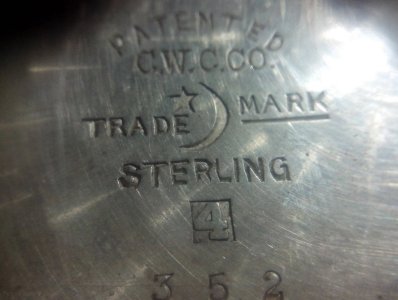 PATENTED
C.W.C.CO.
TRADE MARK
STERLING
4
352